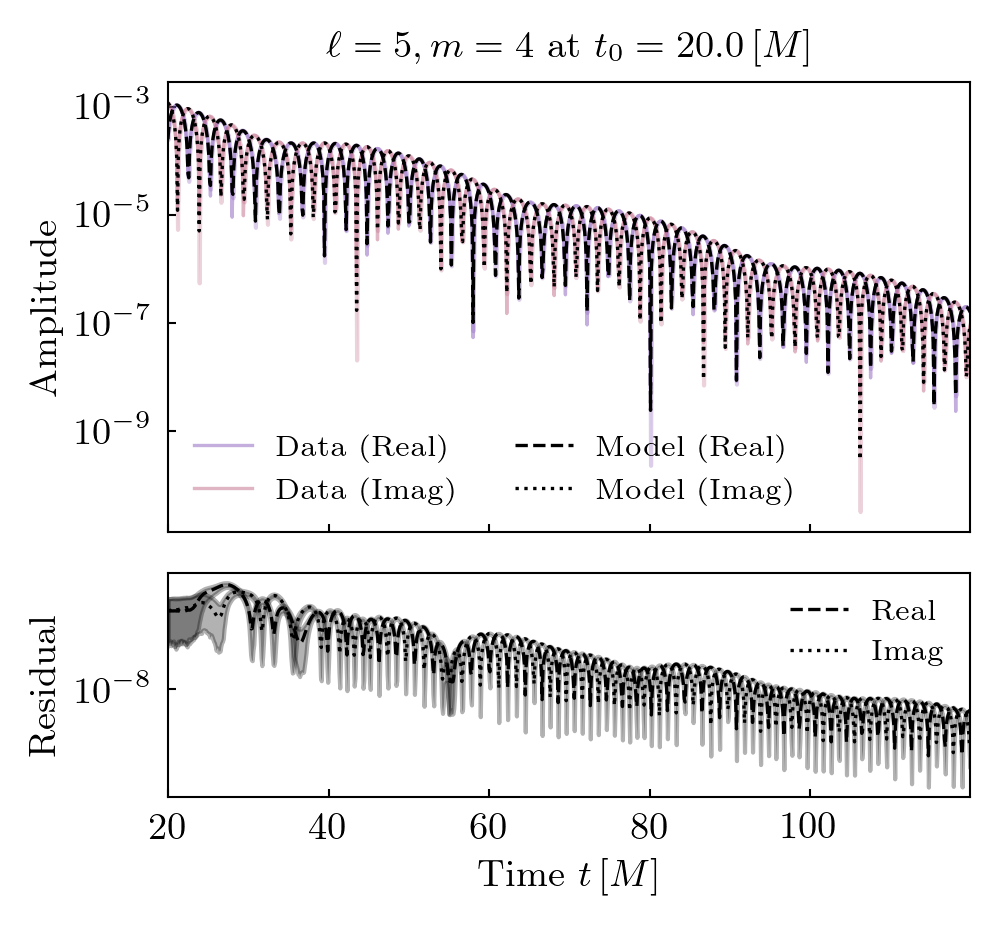 ℓ = 5, m = 4 at t₀ = 20.0 [M]
Amplitude
10⁻³
10⁻⁵
10⁻⁷
10⁻⁹
Data (Real)
Data (Imag)
Model (Real)
Model (Imag)
Residual
10⁻⁸
Real
Imag
20 40 60 80 100
Time t [M]